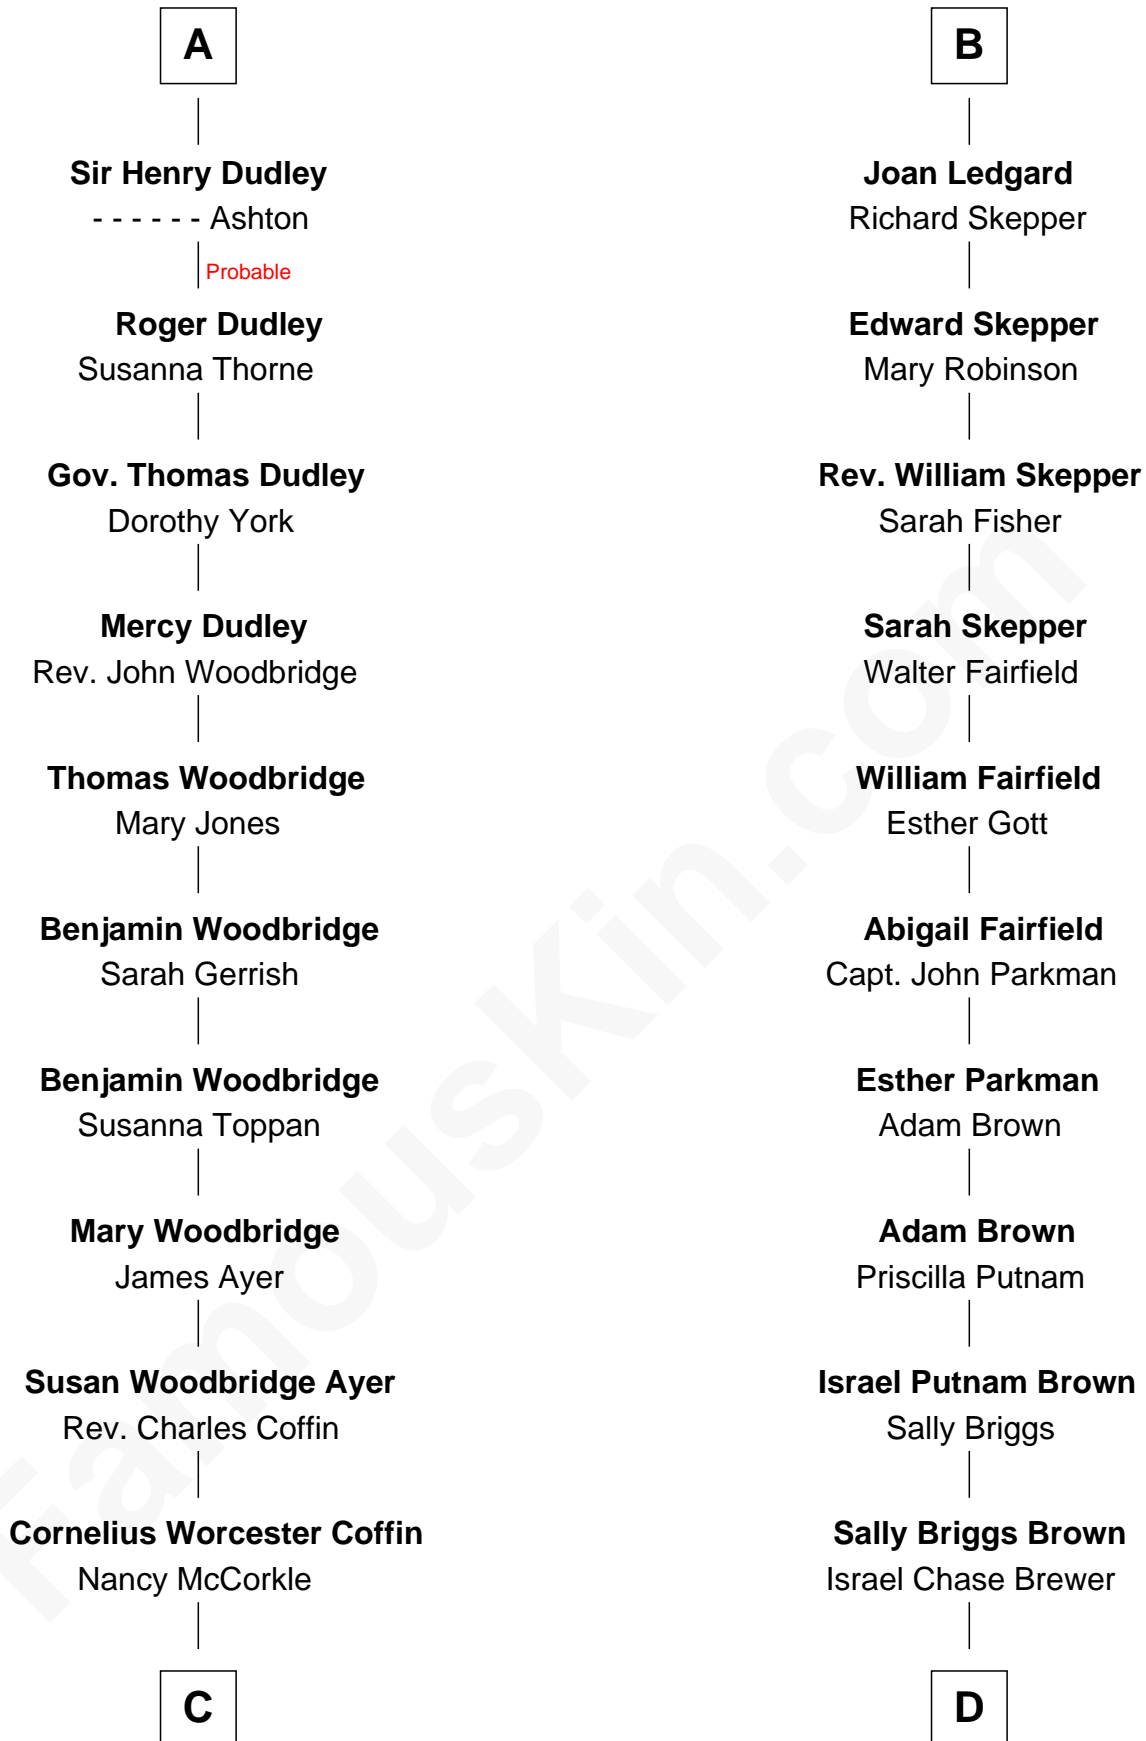 A
Sir Henry Dudley
- - - - - - Ashton
Probable
Roger Dudley
Susanna Thorne
Gov. Thomas Dudley
Dorothy York
Mercy Dudley
Rev. John Woodbridge
Thomas Woodbridge
Mary Jones
Benjamin Woodbridge
Sarah Gerrish
Benjamin Woodbridge
Susanna Toppan
Mary Woodbridge
James Ayer
Susan Woodbridge Ayer
Rev. Charles Coffin
Cornelius Worcester Coffin
Nancy McCorkle
C
B
Joan Ledgard
Richard Skepper
Edward Skepper
Mary Robinson
Rev. William Skepper
Sarah Fisher
Sarah Skepper
Walter Fairfield
William Fairfield
Esther Gott
Abigail Fairfield
Capt. John Parkman
Esther Parkman
Adam Brown
Adam Brown
Priscilla Putnam
Israel Putnam Brown
Sally Briggs
Sally Briggs Brown
Israel Chase Brewer
D
FamousKin.com